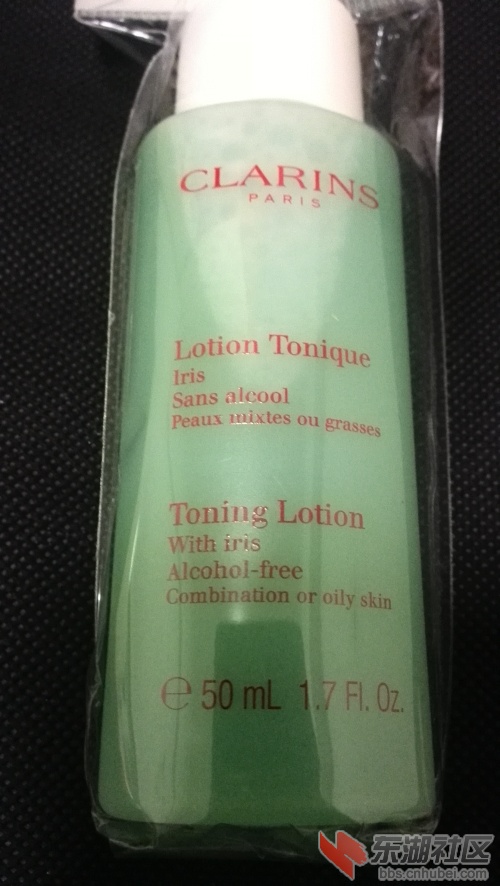 CLARINS
PARIS
Lotion Tonique
Iris
Sans alcool
Peaux mixtes ou grasses
Toning Lotion
With iris
Alcohol-free
Combination or oily skin
℮ 50 mL 1.7 Fl. Oz.
东湖社区
bbs.cnhubei.com